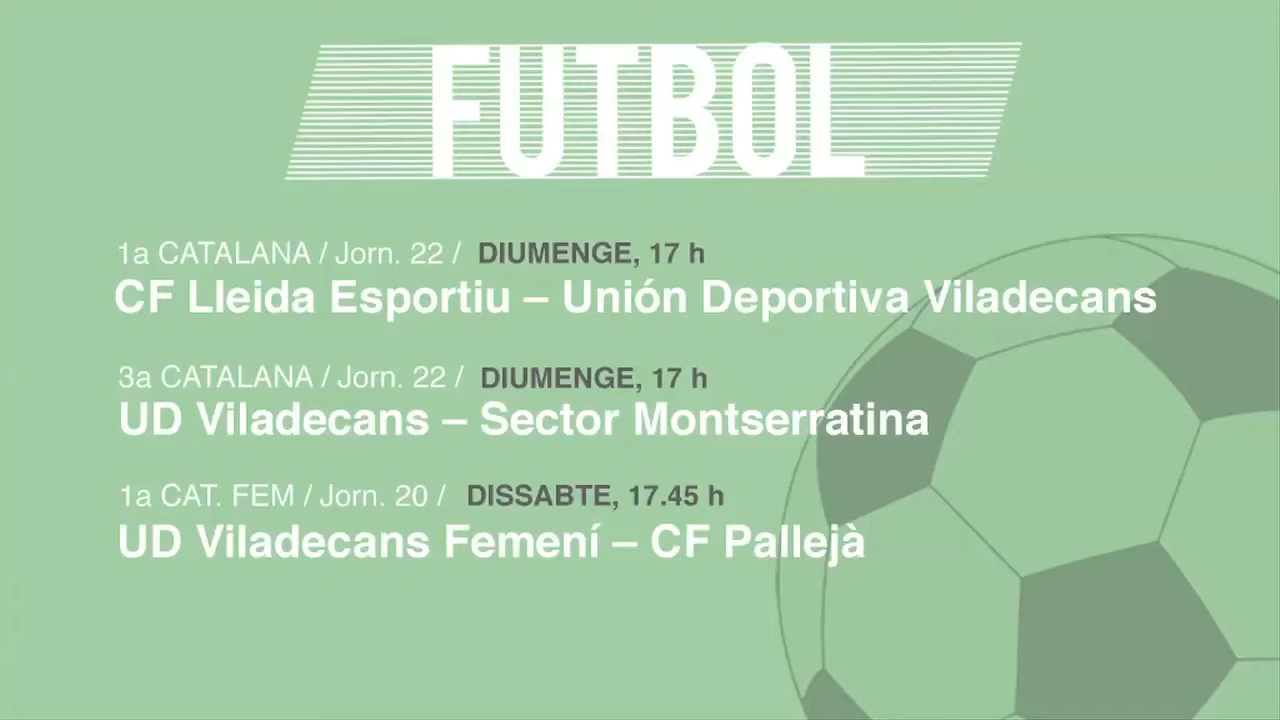 FUTBOL
1a CATALANA / Jorn. 22 / DIUMENGE, 17 h
CF Lleida Esportiu – Unión Deportiva Viladecans
3a CATALANA / Jorn. 22 / DIUMENGE, 17 h
UD Viladecans – Sector Montserratina
1a CAT. FEM / Jorn. 20 / DISSABTE, 17.45 h
UD Viladecans Femení – CF Pallejà